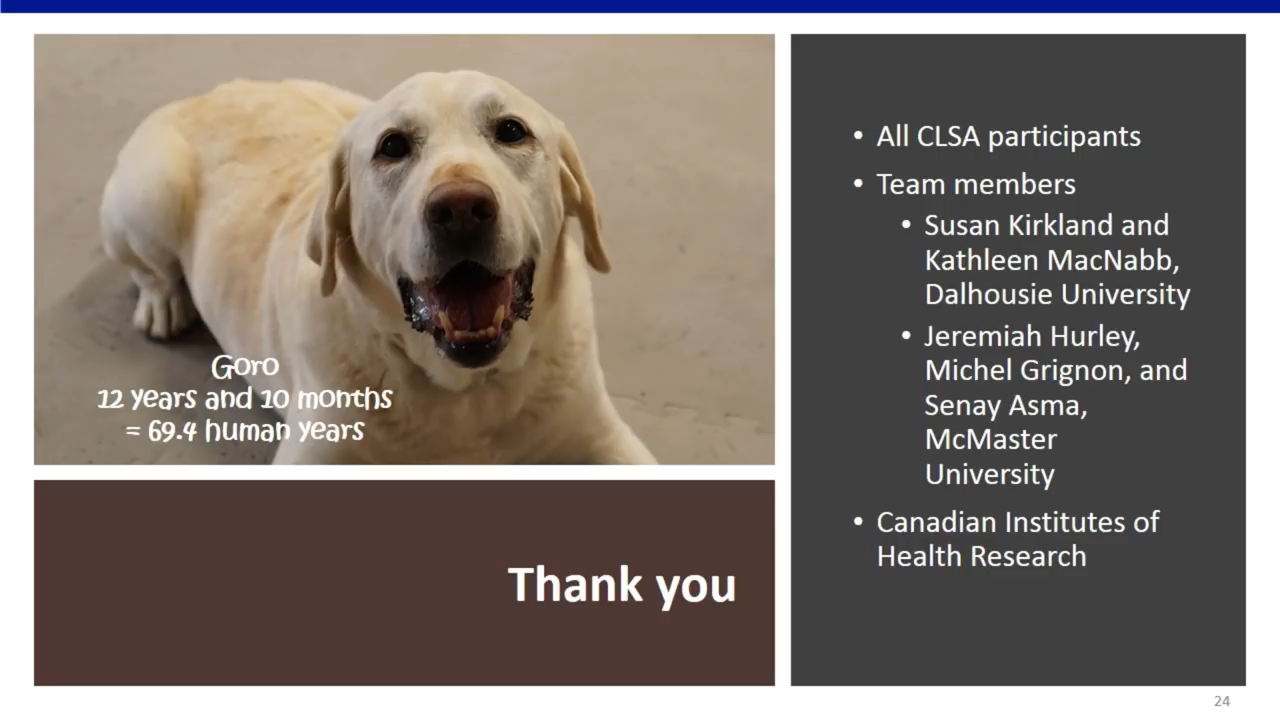 Goro
12 years and 10 months
= 69.4 human years
Thank you
• All CLSA participants
• Team members
• Susan Kirkland and
Kathleen MacNabb,
Dalhousie University
• Jeremiah Hurley,
Michel Grignon, and
Senay Asma,
McMaster
University
• Canadian Institutes of
Health Research
24